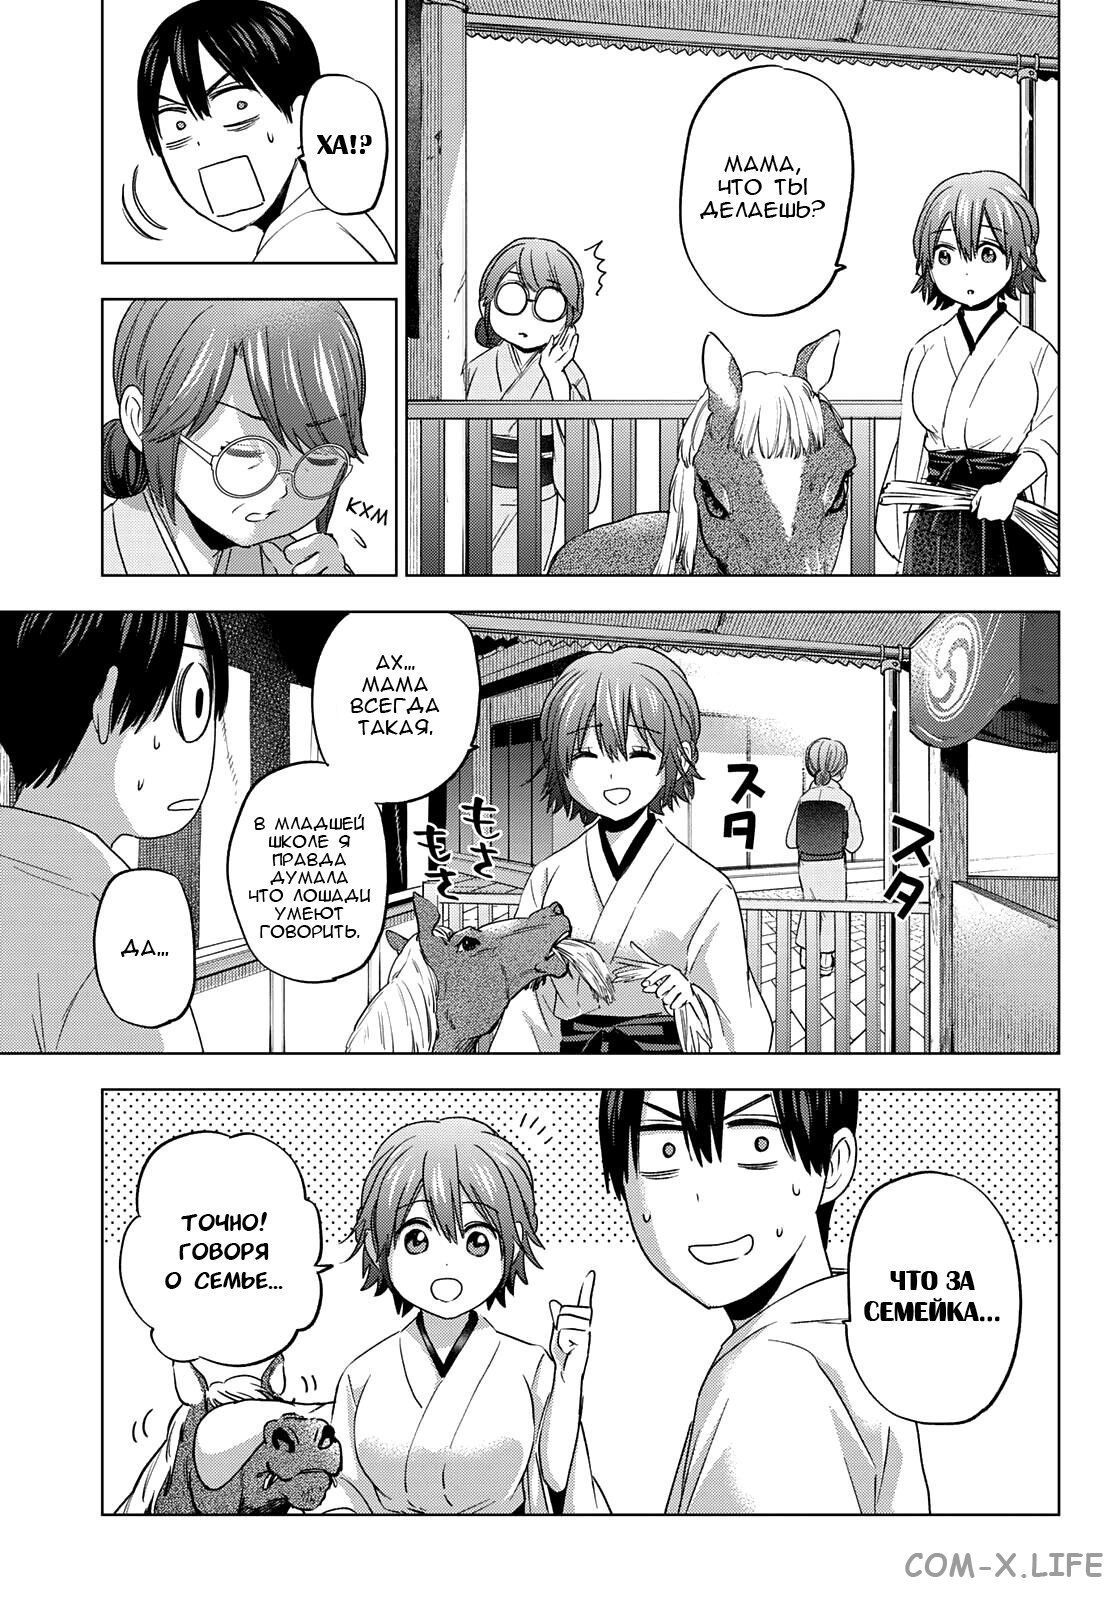 МАМА,
ЧТО ТЫ
ДЕЛАЕШЬ?
ХА!?
КХМ
АХ...
МАМА
ВСЕГДА
ТАКАЯ.
スタ
スタ
もさ
もさ
В МЛАДШЕЙ
ШКОЛЕ Я
ПРАВДА
ДУМАЛА
ЧТО ЛОШАДИ
УМЕЮТ
ГОВОРИТЬ.
ДА...
ЧТО ЗА
СЕМЕЙКА...
ТОЧНО!
ГОВОРЯ
О СЕМЬЕ...
COM-X.LIFE